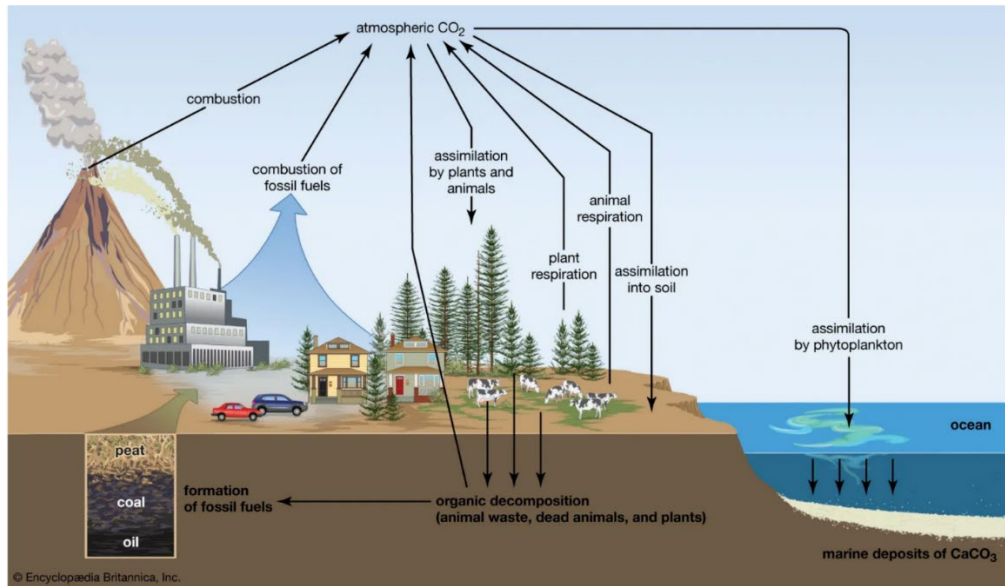 atmospheric CO₂
combustion
combustion of
fossil fuels
assimilation
by plants and
animals
animal
respiration
plant
respiration
assimilation
into soil
assimilation
by phytoplankton
ocean
peat
coal
oil
formation
of fossil fuels
organic decomposition
(animal waste, dead animals, and plants)
marine deposits of CaCO₃
© Encyclopædia Britannica, Inc.